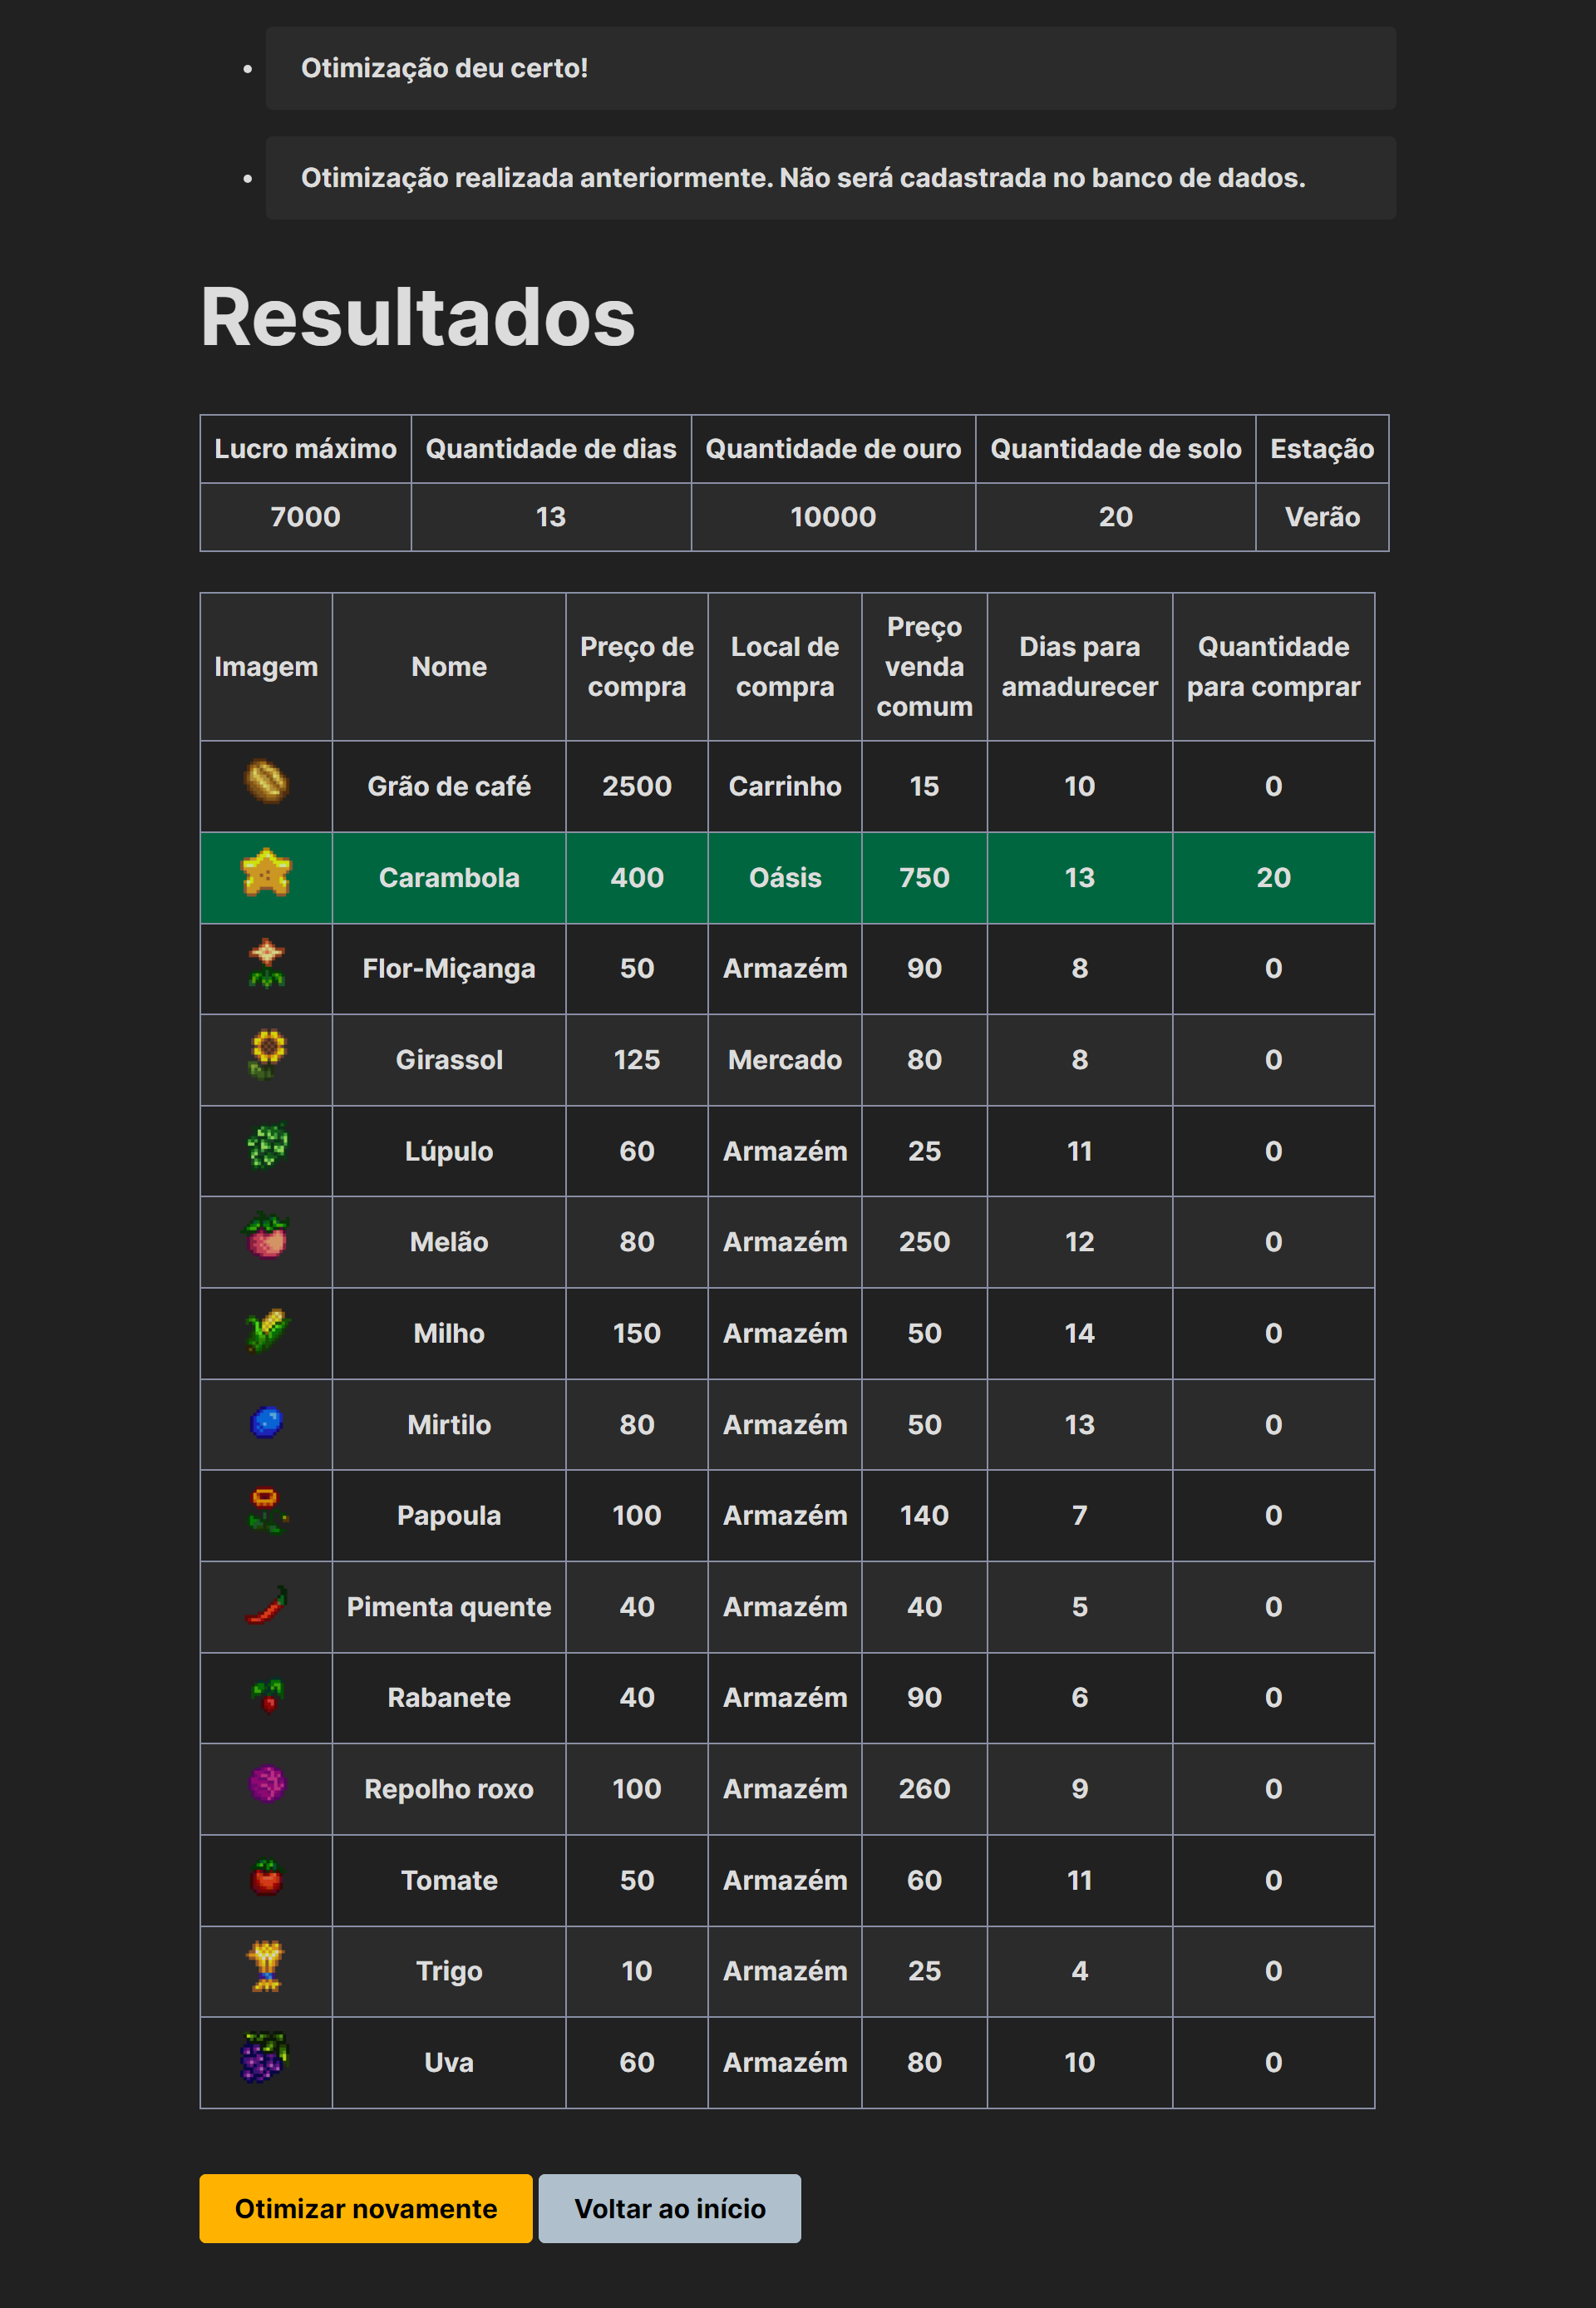 Otimização deu certo!
Otimização realizada anteriormente. Não será cadastrada no banco de dados.
Resultados
Lucro máximo Quantidade de dias Quantidade de ouro Quantidade de solo Estação
7000 13 10000 20 Verão
Imagem Nome Preço de compra Local de compra Preço venda comum Dias para amadurecer Quantidade para comprar
Grão de café 2500 Carrinho 15 10 0
Carambola 400 Oásis 750 13 20
Flor-Miçanga 50 Armazém 90 8 0
Girassol 125 Mercado 80 8 0
Lúpulo 60 Armazém 25 11 0
Melão 80 Armazém 250 12 0
Milho 150 Armazém 50 14 0
Mirtilo 80 Armazém 50 13 0
Papoula 100 Armazém 140 7 0
Pimenta quente 40 Armazém 40 5 0
Rabanete 40 Armazém 90 6 0
Repolho roxo 100 Armazém 260 9 0
Tomate 50 Armazém 60 11 0
Trigo 10 Armazém 25 4 0
Uva 60 Armazém 80 10 0
Otimizar novamente Voltar ao início